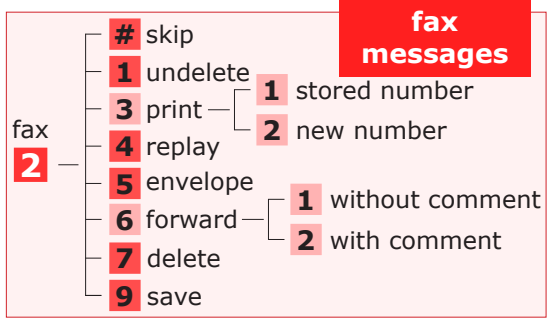 fax
messages
# skip
1 undelete
3 print
1 stored number
2 new number
fax
2
4 replay
5 envelope
6 forward
1 without comment
2 with comment
7 delete
9 save